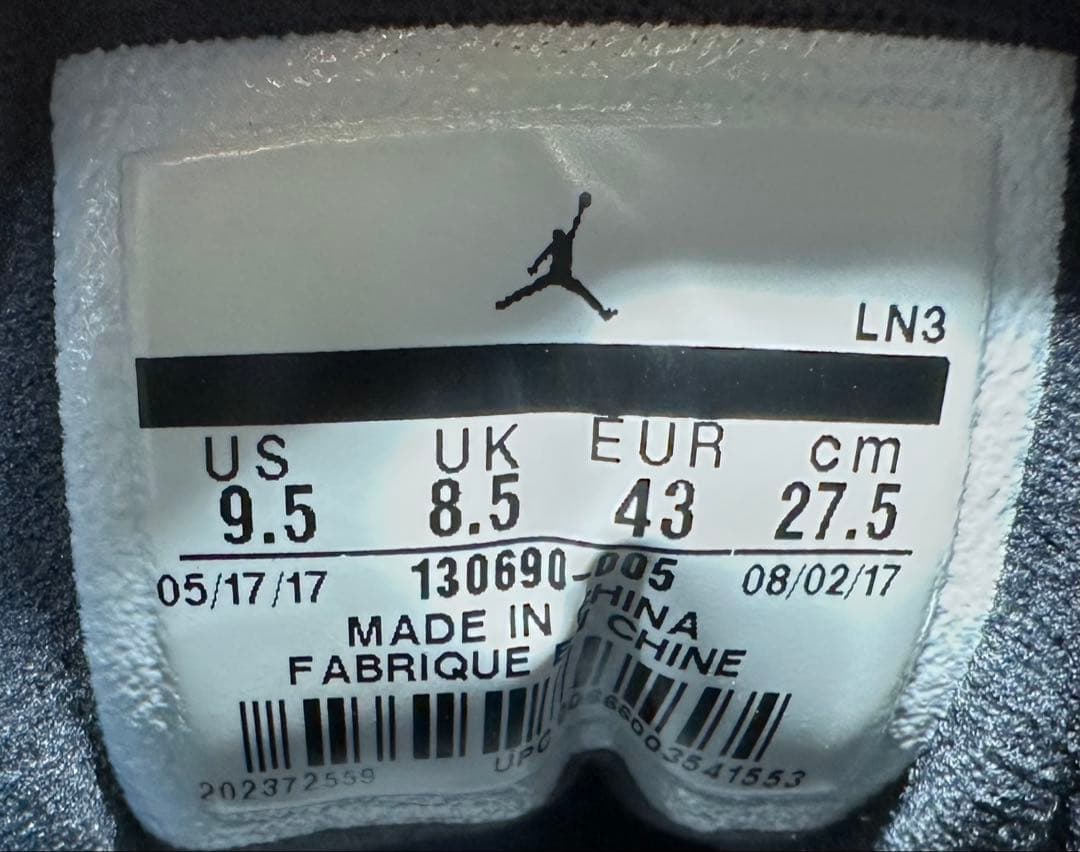 LN3
US UK EUR cm
9.5 8.5 43 27.5
05/17/17 130690-005 08/02/17
MADE IN CHINA
FABRIQUE CHINE
202372559 UPC